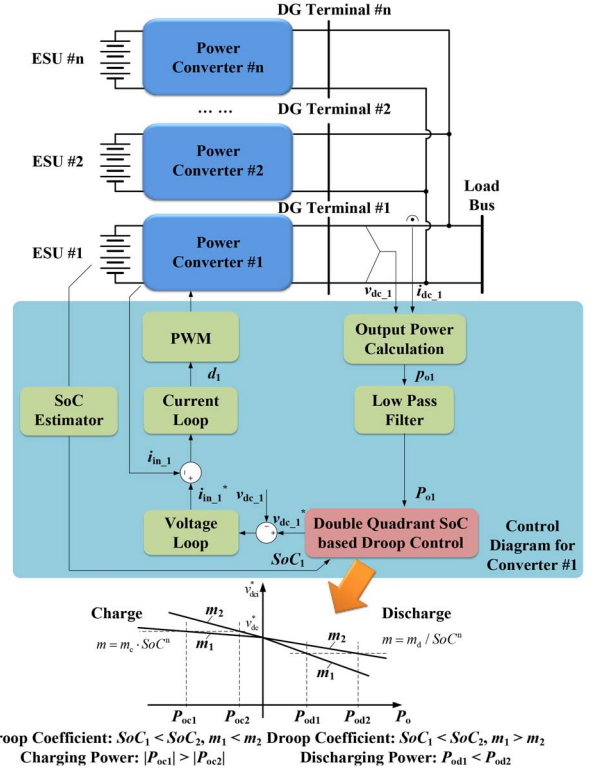 DG Terminal #n
ESU #n
Power
Converter #n
... ...
DG Terminal #2
ESU #2
Power
Converter #2
Load
Bus
DG Terminal #1
ESU #1
Power
Converter #1
v_dc_1
i_dc_1
PWM
Output Power
Calculation
d_1
p_o1
SoC
Estimator
Current
Loop
Low Pass
Filter
i_in_1
- +
i_in_1^*
v_dc_1
P_o1
Voltage
Loop
- +
v_dc_1^*
Double Quadrant SoC
based Droop Control
SoC_1
Control
Diagram for
Converter #1
v_dci^*
Charge
Discharge
m_2
v_dc^*
m = m_c · SoC^n
m_1
m_2
m = m_d / SoC^n
m_1
P_oc1 P_oc2 P_od1 P_od2 P_o
roop Coefficient: SoC_1 < SoC_2, m_1 < m_2 Droop Coefficient: SoC_1 < SoC_2, m_1 > m_2
Charging Power: |P_oc1| > |P_oc2| Discharging Power: P_od1 < P_od2